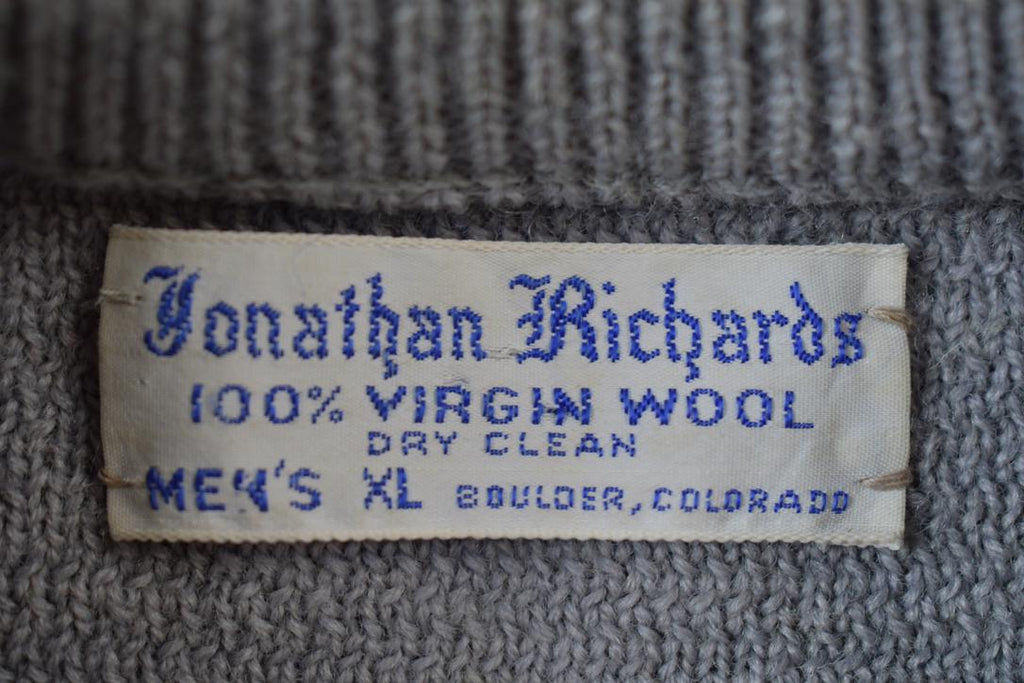 Jonathan Richards
100% VIRGIN WOOL
DRY CLEAN
MEN'S XL BOULDER, COLORADO